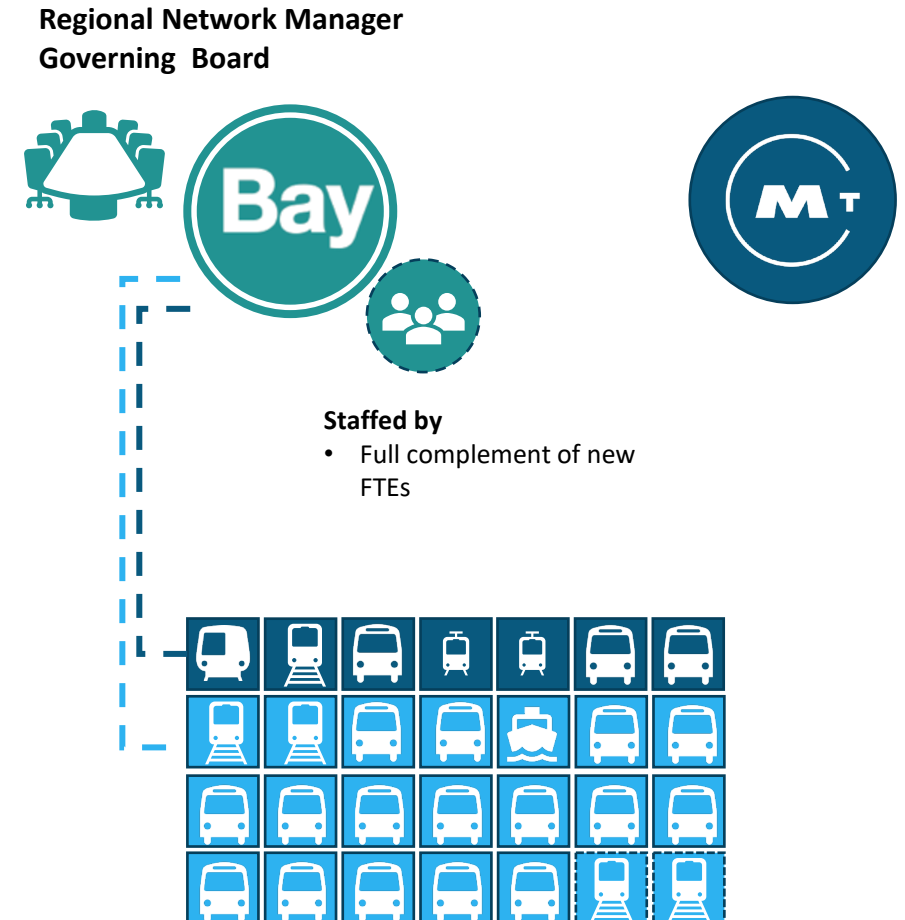 Regional Network Manager
Governing Board
Bay
M T
Staffed by
• Full complement of new
FTEs